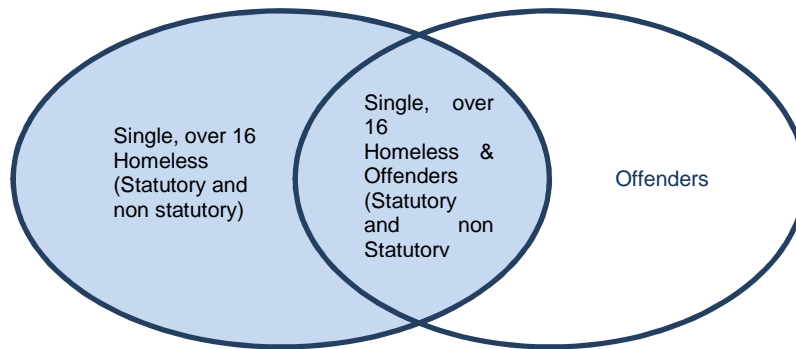 Single, over 16
Homeless
(Statutory and
non statutory)
Single, over
16
Homeless &
Offenders
(Statutory
and non
Statutory
Offenders